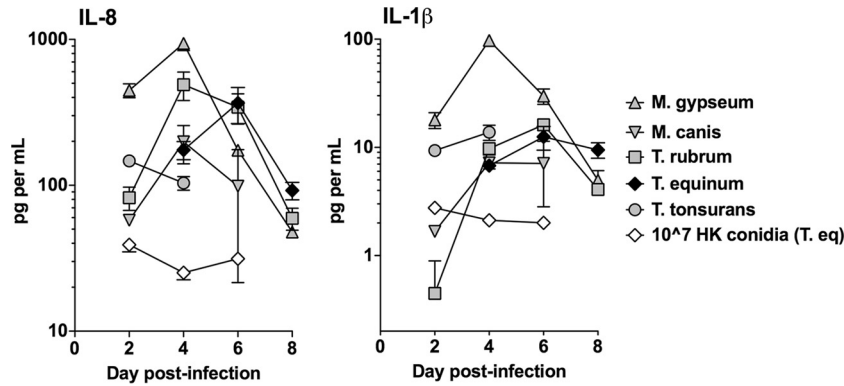 IL-8
1000
100
10
pg per mL
0 2 4 6 8
Day post-infection
IL-1β
100
10
1
pg per mL
0 2 4 6 8
Day post-infection
M. gypseum
M. canis
T. rubrum
T. equinum
T. tonsurans
10^7 HK conidia (T. eq)